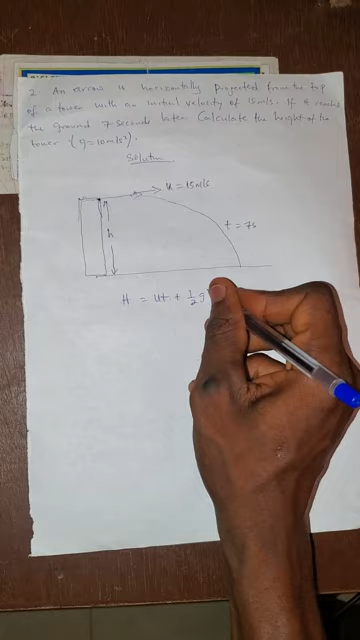 2. An arrow is horizontally projected from the top
of a tower with an initial velocity of 15m/s. If it reaches
the ground 7 seconds later. Calculate the height of the
tower (g=10m/s²).
Solution
u = 15m/s
h
t = 7s
H = ut + 1/2 g